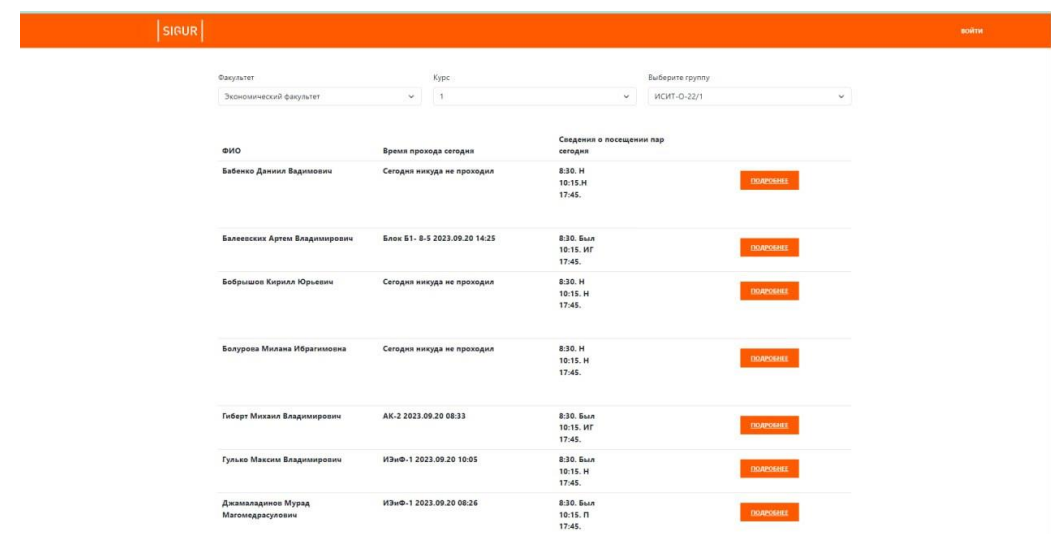 SIGUR
ВОЙТИ
Факультет Курс Выберите группу
Экономический факультет 1 ИСИТ-О-22/1
Сведения о посещении пар
ФИО Время прохода сегодня сегодня
Бабенко Даниил Вадимович Сегодня никуда не проходил 8:30. Н
10:15.Н
ПОДРОБНЕЕ
17:45.
Балеевских Артем Владимирович Блок Б1- 8-5 2023.09.20 14:25 8:30. Был
10:15. ИГ
ПОДРОБНЕЕ
17:45.
Бобрышов Кирилл Юрьевич Сегодня никуда не проходил 8:30. Н
10:15. Н
ПОДРОБНЕЕ
17:45.
Болурова Милана Ибрагимовна Сегодня никуда не проходил 8:30. Н
10:15. Н
ПОДРОБНЕЕ
17:45.
Гиберт Михаил Владимирович АК-2 2023.09.20 08:33 8:30. Был
10:15. ИГ
ПОДРОБНЕЕ
17:45.
Гулько Максим Владимирович ИЭиФ-1 2023.09.20 10:05 8:30. Был
10:15. Н
ПОДРОБНЕЕ
17:45.
Джамаладинов Мурад ИЭиФ-1 2023.09.20 08:26 8:30. Был
Магомедрасулович 10:15. П
ПОДРОБНЕЕ
17:45.